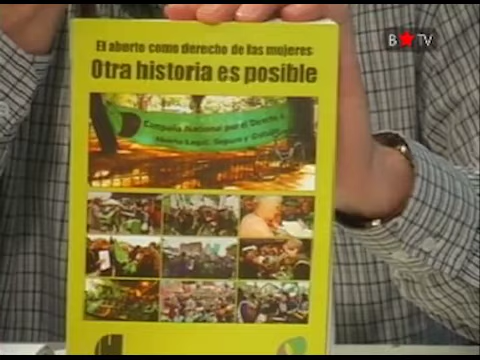 B★TV
El aborto como derecho de las mujeres
Otra historia es posible
Campaña Nacional por el Derecho al
Aborto Legal, Seguro y Gratuito